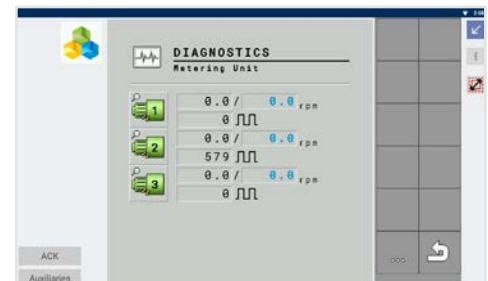 DIAGNOSTICS
Metering Unit
1
0.0/ 0.0 rpm
0
2
0.0/ 0.0 rpm
579
3
0.0/ 0.0 rpm
0
ACK
ooo
Auxiliaries